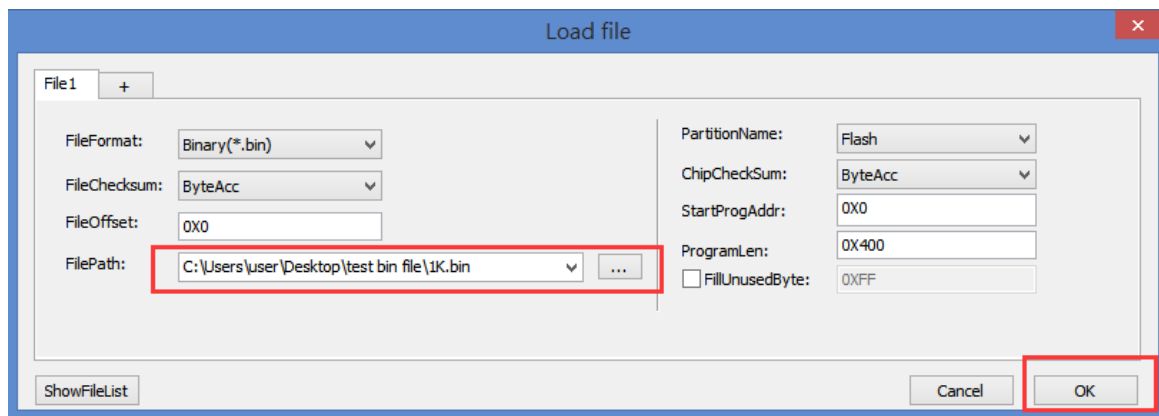 Load file
File1 +
FileFormat: Binary(*.bin)
FileChecksum: ByteAcc
FileOffset: 0X0
FilePath: C:\Users\user\Desktop\test bin file\1K.bin ...
PartitionName: Flash
ChipCheckSum: ByteAcc
StartProgAddr: 0X0
ProgramLen: 0X400
FillUnusedByte: 0XFF
ShowFileList Cancel OK